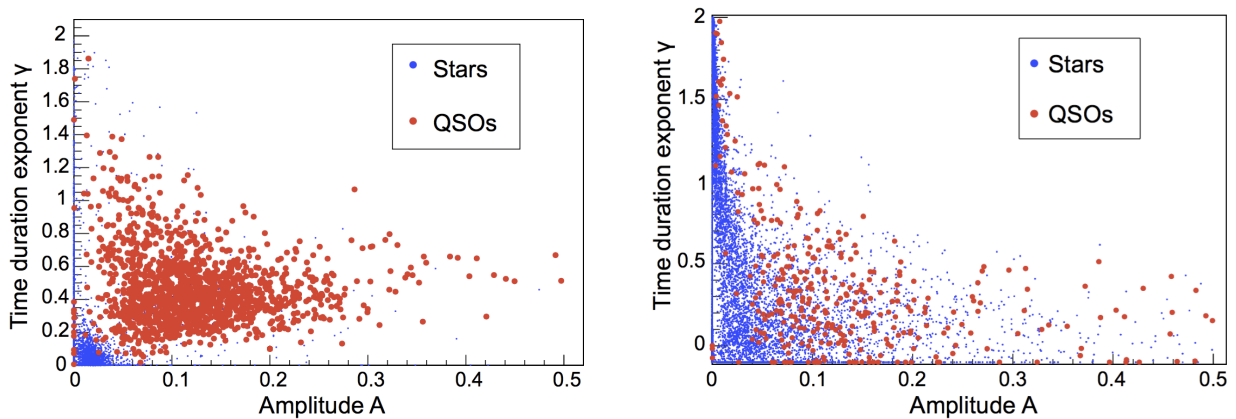 2
1.8
1.6
1.4
1.2
1
0.8
0.6
0.4
0.2
0
Time duration exponent γ
Stars
QSOs
0 0.1 0.2 0.3 0.4 0.5
Amplitude A
2
1.5
1
0.5
0
Time duration exponent γ
Stars
QSOs
0 0.1 0.2 0.3 0.4 0.5
Amplitude A